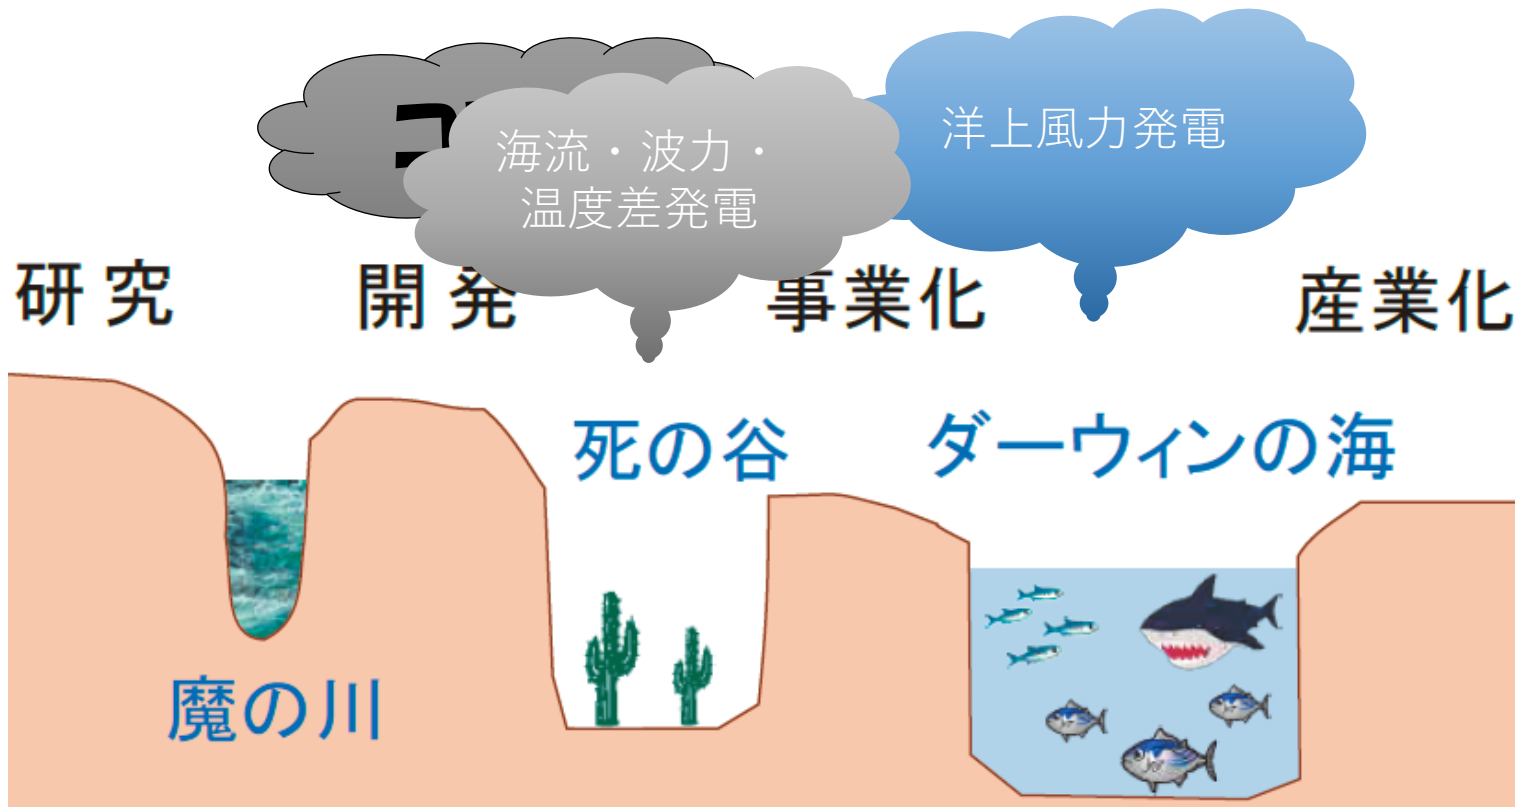 洋上風力発電
海流・波力・
温度差発電
研究
開発
事業化
産業化
死の谷
ダーウィンの海
魔の川